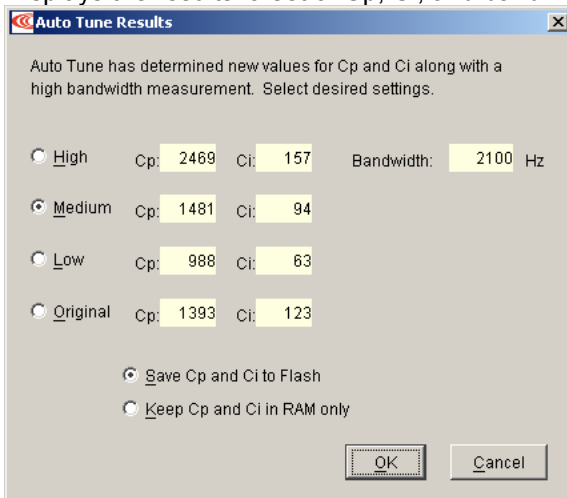 Auto Tune Results
Auto Tune has determined new values for Cp and Ci along with a
high bandwidth measurement. Select desired settings.
High Cp: 2469 Ci: 157 Bandwidth: 2100 Hz
Medium Cp: 1481 Ci: 94
Low Cp: 988 Ci: 63
Original Cp: 1393 Ci: 123
Save Cp and Ci to Flash
Keep Cp and Ci in RAM only
OK Cancel